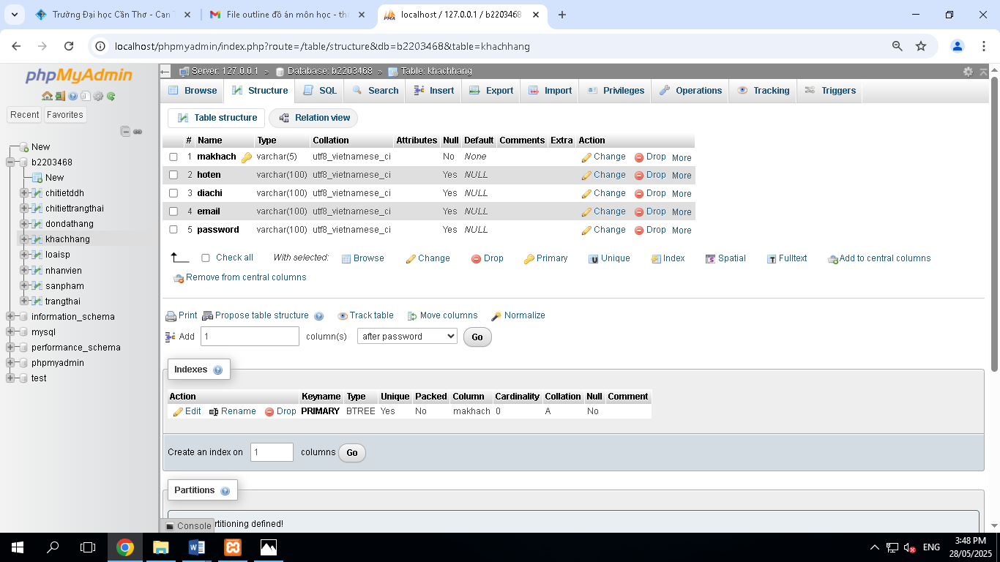 Trường Đại học Cần Thơ - Can T
File outline đồ án môn học - th
localhost / 127.0.0.1 / b2203468
localhost/phpmyadmin/index.php?route=/table/structure&db=b2203468&table=khachhang
phpMyAdmin
Recent Favorites
New
b2203468
New
chitietddh
chitiettrangthai
dondathang
khachhang
loaisp
nhanvien
sanpham
trangthai
information_schema
mysql
performance_schema
phpmyadmin
test
Server: 127.0.0.1 » Database: b2203468 » Table: khachhang
Browse Structure SQL Search Insert Export Import Privileges Operations Tracking Triggers
Table structure Relation view
# Name Type Collation Attributes Null Default Comments Extra Action
1 makhach varchar(5) utf8_vietnamese_ci No None Change Drop More
2 hoten varchar(100) utf8_vietnamese_ci Yes NULL Change Drop More
3 diachi varchar(100) utf8_vietnamese_ci Yes NULL Change Drop More
4 email varchar(100) utf8_vietnamese_ci Yes NULL Change Drop More
5 password varchar(100) utf8_vietnamese_ci Yes NULL Change Drop More
Check all With selected: Browse Change Drop Primary Unique Index Spatial Fulltext Add to central columns
Remove from central columns
Print Propose table structure Track table Move columns Normalize
Add 1 column(s) after password Go
Indexes
Action Keyname Type Unique Packed Column Cardinality Collation Null Comment
Edit Rename Drop PRIMARY BTREE Yes No makhach 0 A No
Create an index on 1 columns Go
Partitions
rtitioning defined!
Console
ENG
3:48 PM
28/05/2025